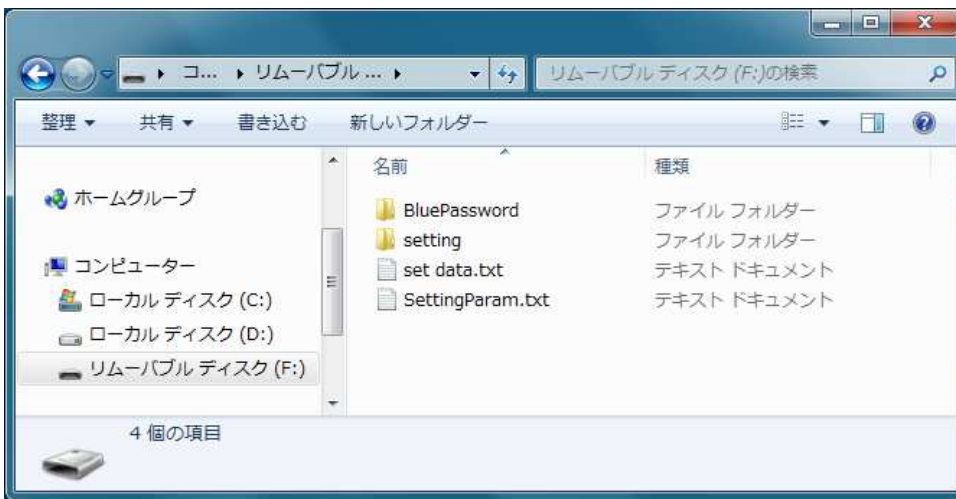 コ... リムーバブル ... リムーバブル ディスク (F:)の検索
整理 共有 書き込む 新しいフォルダー
名前 種類
ホームグループ
コンピューター
ローカル ディスク (C:)
ローカル ディスク (D:)
リムーバブル ディスク (F:)
BluePassword ファイル フォルダー
setting ファイル フォルダー
set data.txt テキスト ドキュメント
SettingParam.txt テキスト ドキュメント
4 個の項目